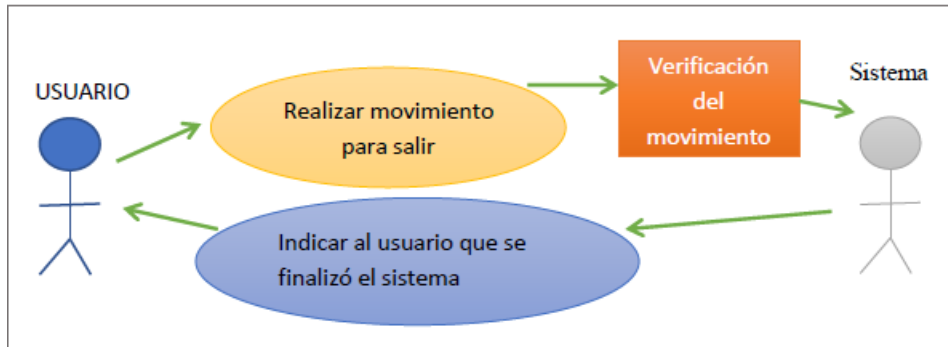 USUARIO
Realizar movimiento
para salir
Verificación
del
movimiento
Sistema
Indicar al usuario que se
finalizó el sistema